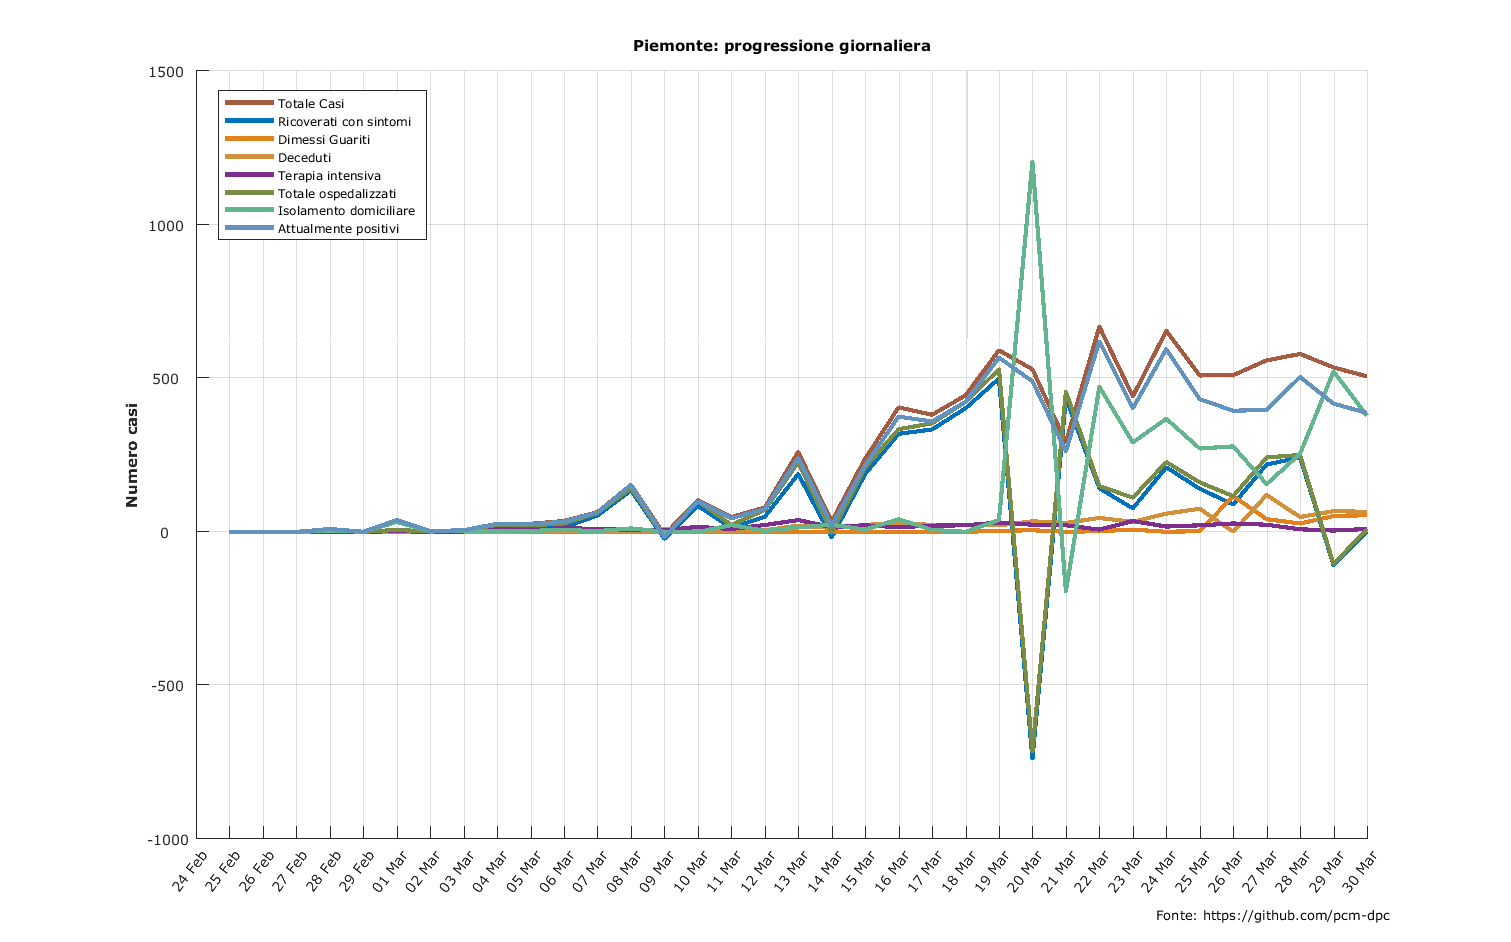 Piemonte: progressione giornaliera
Numero casi
1500
1000
500
0
-500
-1000
Totale Casi
Ricoverati con sintomi
Dimessi Guariti
Deceduti
Terapia intensiva
Totale ospedalizzati
Isolamento domiciliare
Attualmente positivi
24 Feb
25 Feb
26 Feb
27 Feb
28 Feb
29 Feb
01 Mar
02 Mar
03 Mar
04 Mar
05 Mar
06 Mar
07 Mar
08 Mar
09 Mar
10 Mar
11 Mar
12 Mar
13 Mar
14 Mar
15 Mar
16 Mar
17 Mar
18 Mar
19 Mar
20 Mar
21 Mar
22 Mar
23 Mar
24 Mar
25 Mar
26 Mar
27 Mar
28 Mar
29 Mar
30 Mar
Fonte: https://github.com/pcm-dpc